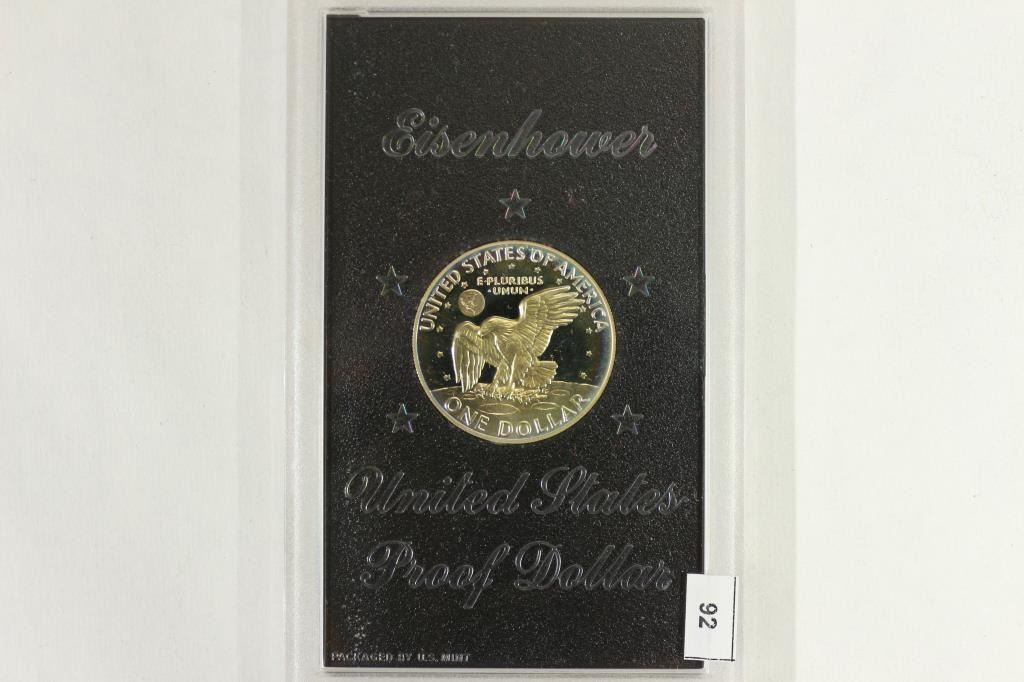 Eisenhower
UNITED STATES OF AMERICA
E·PLURIBUS
·UNUM·
ONE DOLLAR
United States
Proof Dollar
92
PACKAGED BY U.S. MINT